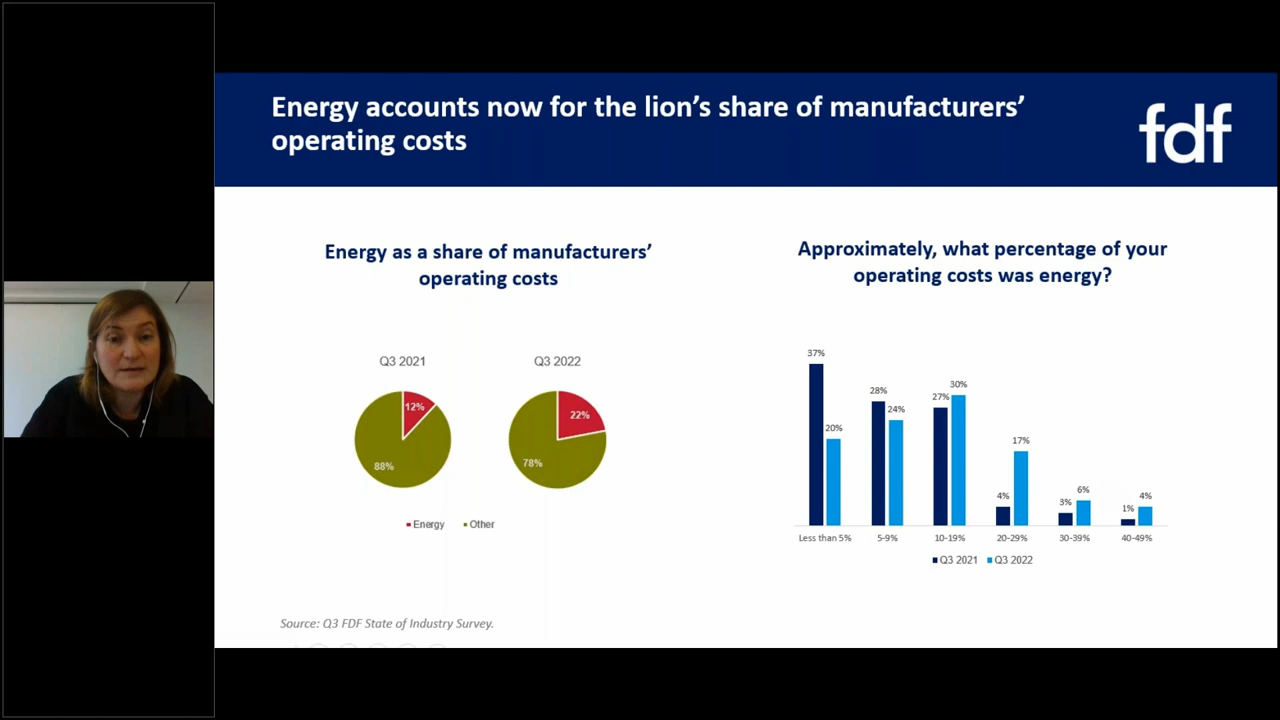 Energy accounts now for the lion's share of manufacturers'
operating costs
fdf
Energy as a share of manufacturers'
operating costs
Q3 2021
Q3 2022
12%
88%
22%
78%
Energy
Other
Approximately, what percentage of your
operating costs was energy?
37%
20%
28%
24%
27%
30%
4%
17%
3%
6%
1%
4%
Less than 5%
5-9%
10-19%
20-29%
30-39%
40-49%
Q3 2021
Q3 2022
Source: Q3 FDF State of Industry Survey.